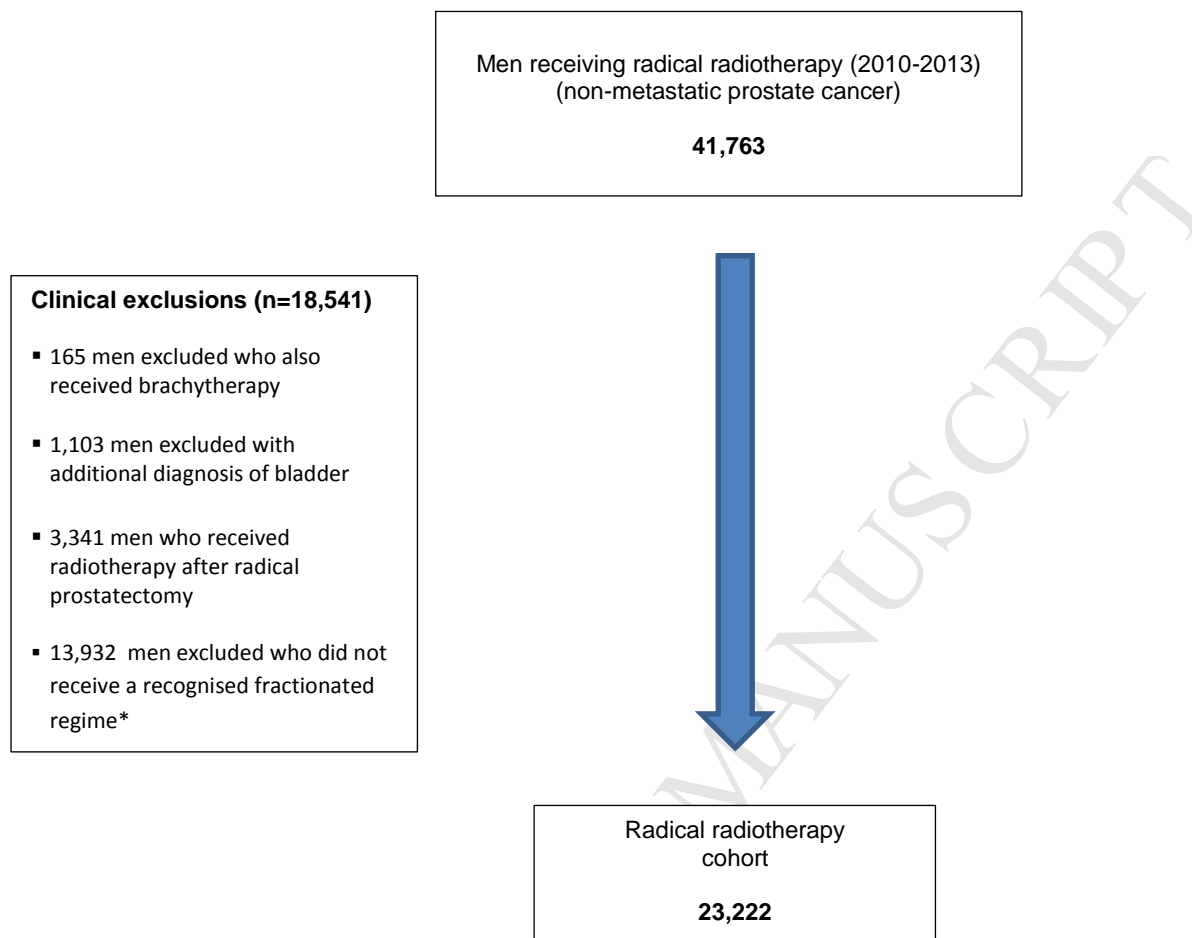 Men receiving radical radiotherapy (2010-2013)
(non-metastatic prostate cancer)
41,763
Clinical exclusions (n=18,541)
▪ 165 men excluded who also
received brachytherapy
▪ 1,103 men excluded with
additional diagnosis of bladder
▪ 3,341 men who received
radiotherapy after radical
prostatectomy
▪ 13,932 men excluded who did not
receive a recognised fractionated
regime*
MANUSCRIPT
Radical radiotherapy
cohort
23,222